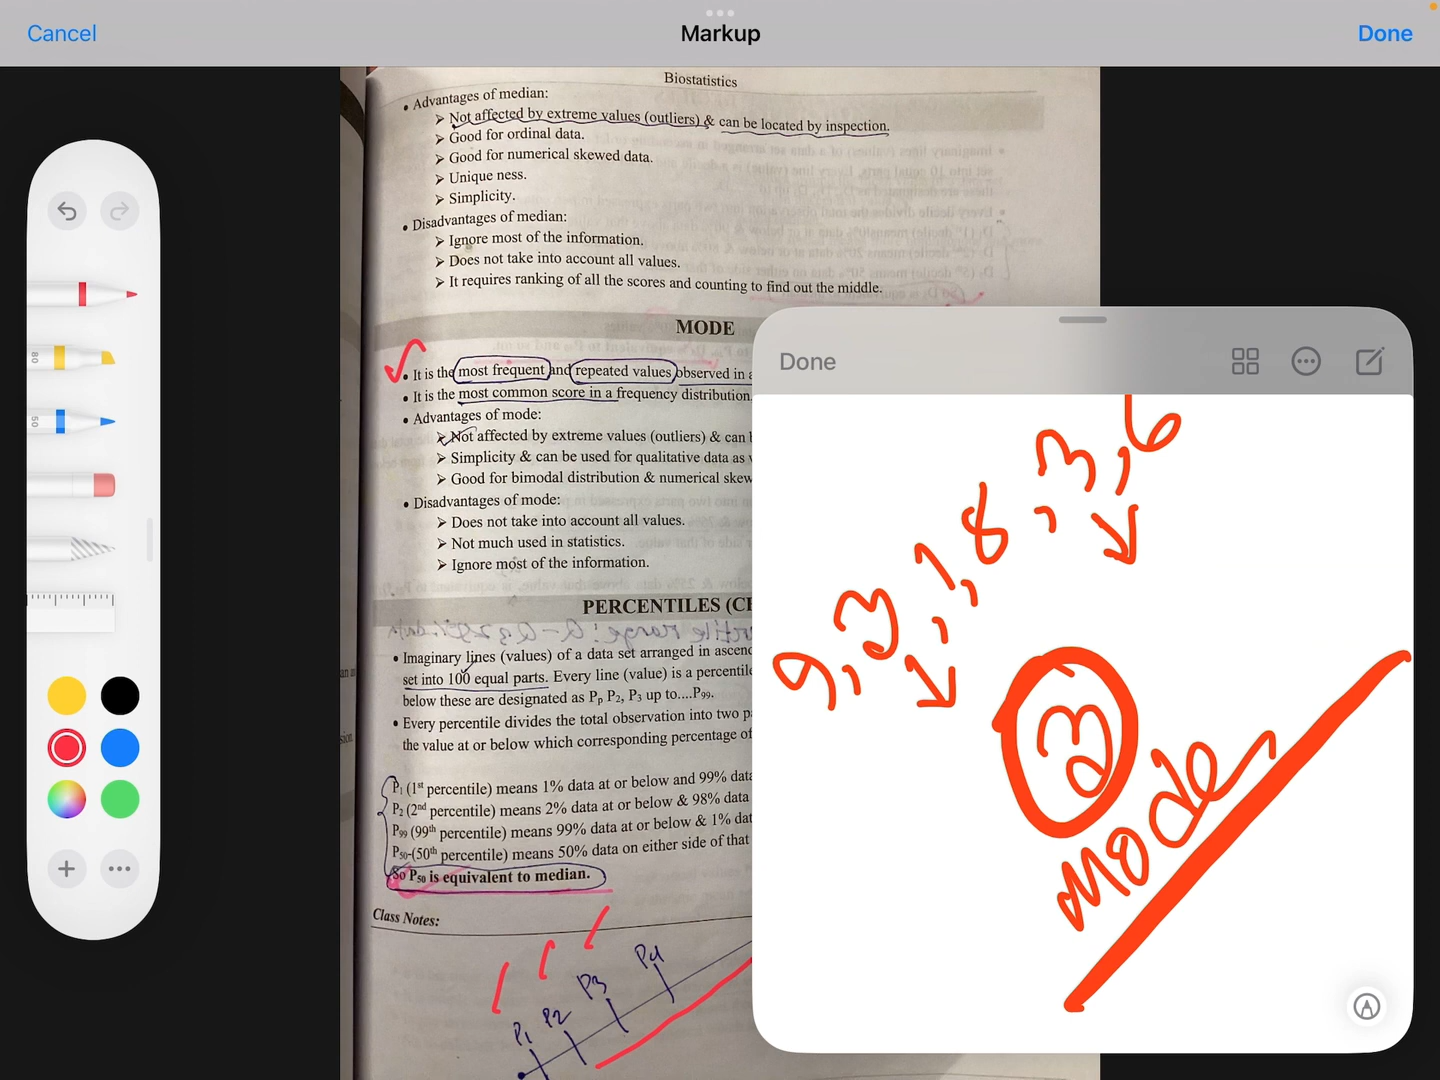 Cancel
Markup
Done
Biostatistics
• Advantages of median:
➤ Not affected by extreme values (outliers) & can be located by inspection.
➤ Good for ordinal data.
➤ Good for numerical skewed data.
➤ Unique ness.
➤ Simplicity.
• Disadvantages of median:
➤ Ignore most of the information.
➤ Does not take into account all values.
➤ It requires ranking of all the scores and counting to find out the middle.
MODE
• It is the most frequent and repeated values observed in a
• It is the most common score in a frequency distribution.
• Advantages of mode:
➤ Not affected by extreme values (outliers) & can
➤ Simplicity & can be used for qualitative data as
➤ Good for bimodal distribution & numerical skew
• Disadvantages of mode:
➤ Does not take into account all values.
➤ Not much used in statistics.
➤ Ignore most of the information.
PERCENTILES (CE
• Imaginary lines (values) of a data set arranged in ascend
set into 100 equal parts. Every line (value) is a percentile
below these are designated as Pp P2, P3 up to....P99.
• Every percentile divides the total observation into two p
the value at or below which corresponding percentage of
P1 (1st percentile) means 1% data at or below and 99% data
P2 (2nd percentile) means 2% data at or below & 98% data
P99 (99th percentile) means 99% data at or below & 1% dat
P50-(50th percentile) means 50% data on either side of that
So P50 is equivalent to median.
Class Notes:
P1 P2 P3 P4
80
50
Done
9, 3, 1, 8, 3, 6
3
Mode